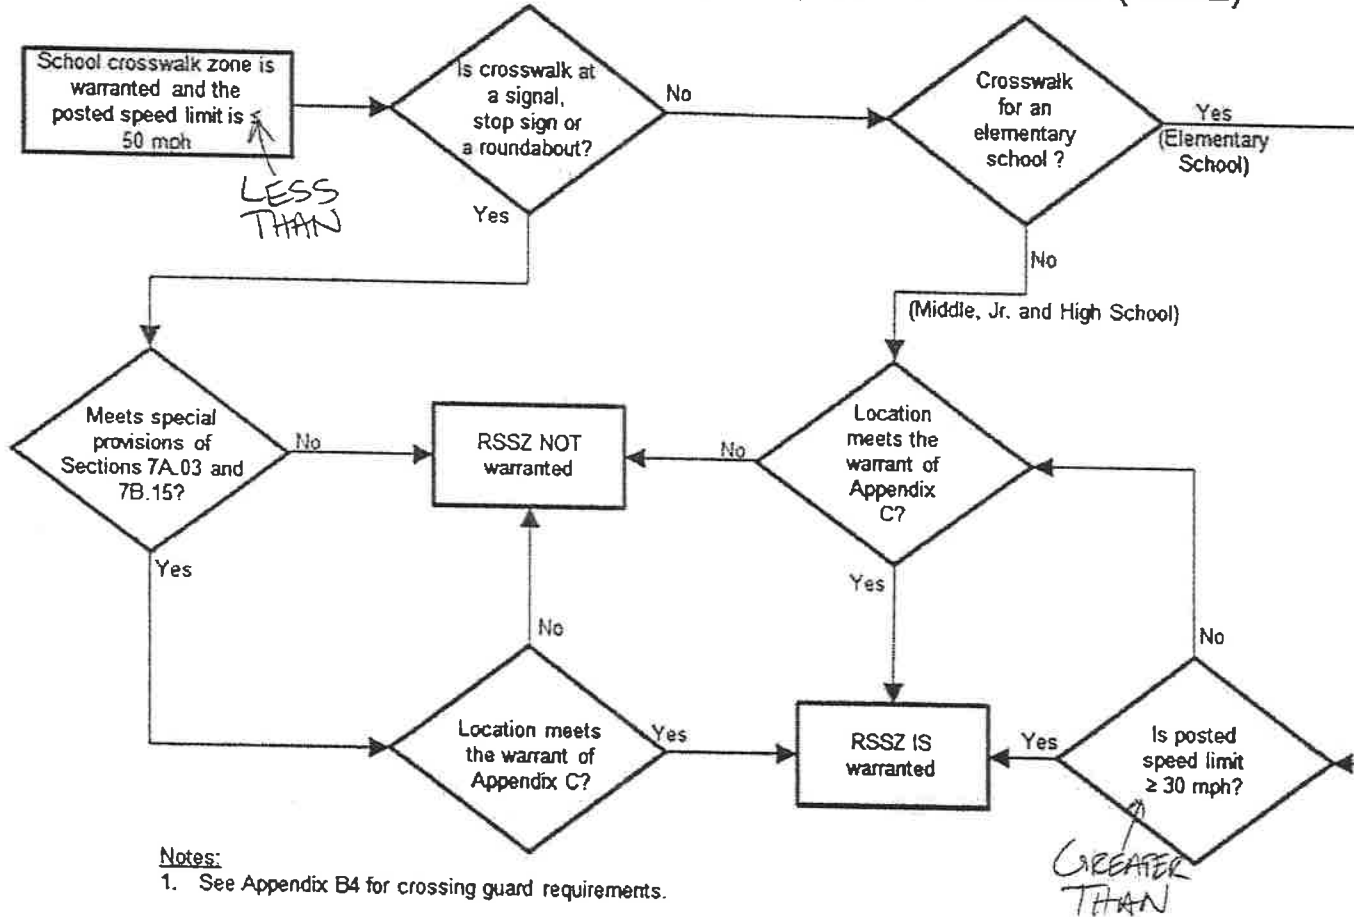 School crosswalk zone is
warranted and the
posted speed limit is ≤
50 mph
LESS
THAN
Is crosswalk at
a signal,
stop sign or
a roundabout?
No
Yes
Crosswalk
for an
elementary
school ?
Yes
(Elementary
School)
No
(Middle, Jr. and High School)
Meets special
provisions of
Sections 7A.03 and
7B.15?
No
Yes
RSSZ NOT
warranted
No
Location
meets the
warrant of
Appendix
C?
Yes
No
No
Location meets
the warrant of
Appendix C?
Yes
RSSZ IS
warranted
Yes
Is posted
speed limit
≥ 30 mph?
GREATER
THAN
Notes:
1. See Appendix B4 for crossing guard requirements.